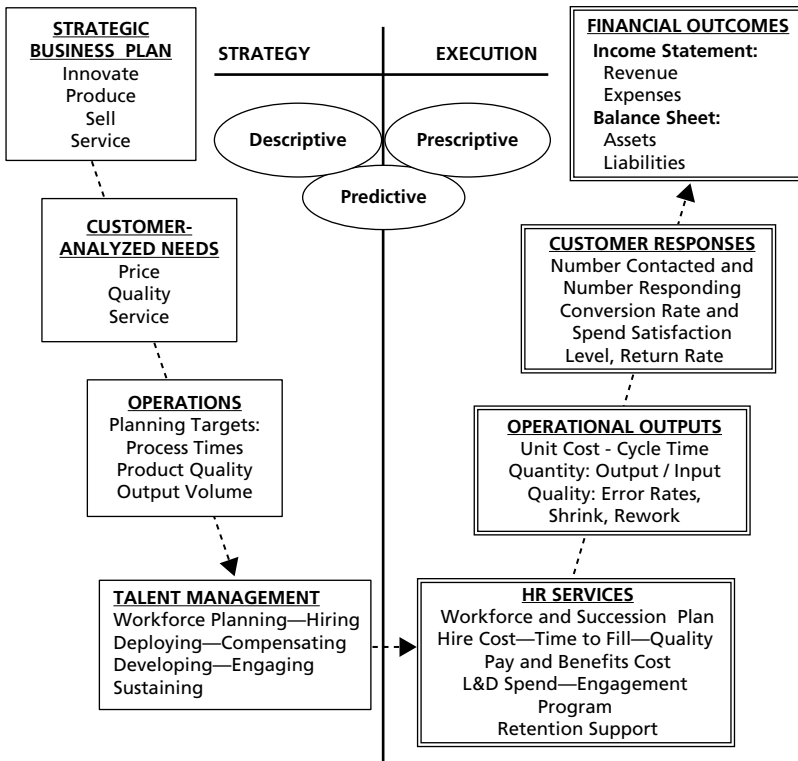 STRATEGIC
BUSINESS PLAN
Innovate
Produce
Sell
Service
STRATEGY
EXECUTION
Descriptive
Prescriptive
Predictive
FINANCIAL OUTCOMES
Income Statement:
Revenue
Expenses
Balance Sheet:
Assets
Liabilities
CUSTOMER-
ANALYZED NEEDS
Price
Quality
Service
CUSTOMER RESPONSES
Number Contacted and
Number Responding
Conversion Rate and
Spend Satisfaction
Level, Return Rate
OPERATIONS
Planning Targets:
Process Times
Product Quality
Output Volume
OPERATIONAL OUTPUTS
Unit Cost - Cycle Time
Quantity: Output / Input
Quality: Error Rates,
Shrink, Rework
TALENT MANAGEMENT
Workforce Planning—Hiring
Deploying—Compensating
Developing—Engaging
Sustaining
HR SERVICES
Workforce and Succession Plan
Hire Cost—Time to Fill—Quality
Pay and Benefits Cost
L&D Spend—Engagement
Program
Retention Support